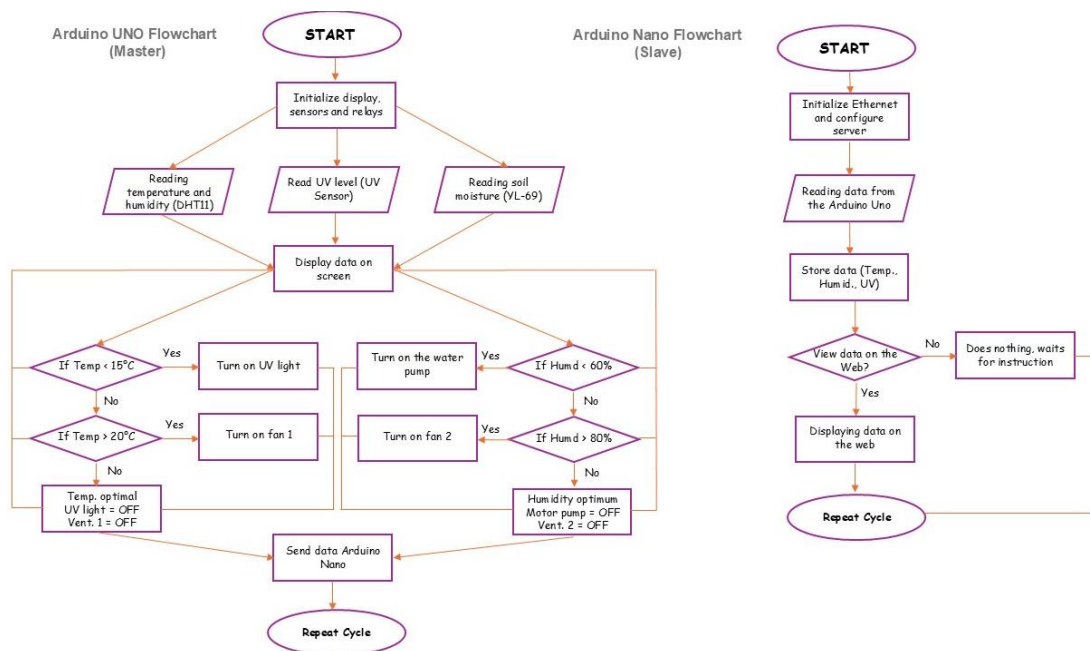 Arduino UNO Flowchart
(Master)
START
Initialize display,
sensors and relays
Reading
temperature and
humidity (DHT11)
Read UV level (UV
Sensor)
Reading soil
moisture (YL-69)
Display data on
screen
If Temp < 15°C
Yes
Turn on UV light
No
If Temp > 20°C
Yes
Turn on fan 1
No
Temp. optimal
UV light = OFF
Vent. 1 = OFF
Turn on the water
pump
Yes
If Humd < 60%
No
Turn on fan 2
Yes
If Humd > 80%
No
Humidity optimum
Motor pump = OFF
Vent. 2 = OFF
Send data Arduino
Nano
Repeat Cycle
Arduino Nano Flowchart
(Slave)
START
Initialize Ethernet
and configure
server
Reading data from
the Arduino Uno
Store data (Temp.,
Humid., UV)
View data on the
Web?
No
Does nothing, waits
for instruction
Yes
Displaying data on
the web
Repeat Cycle